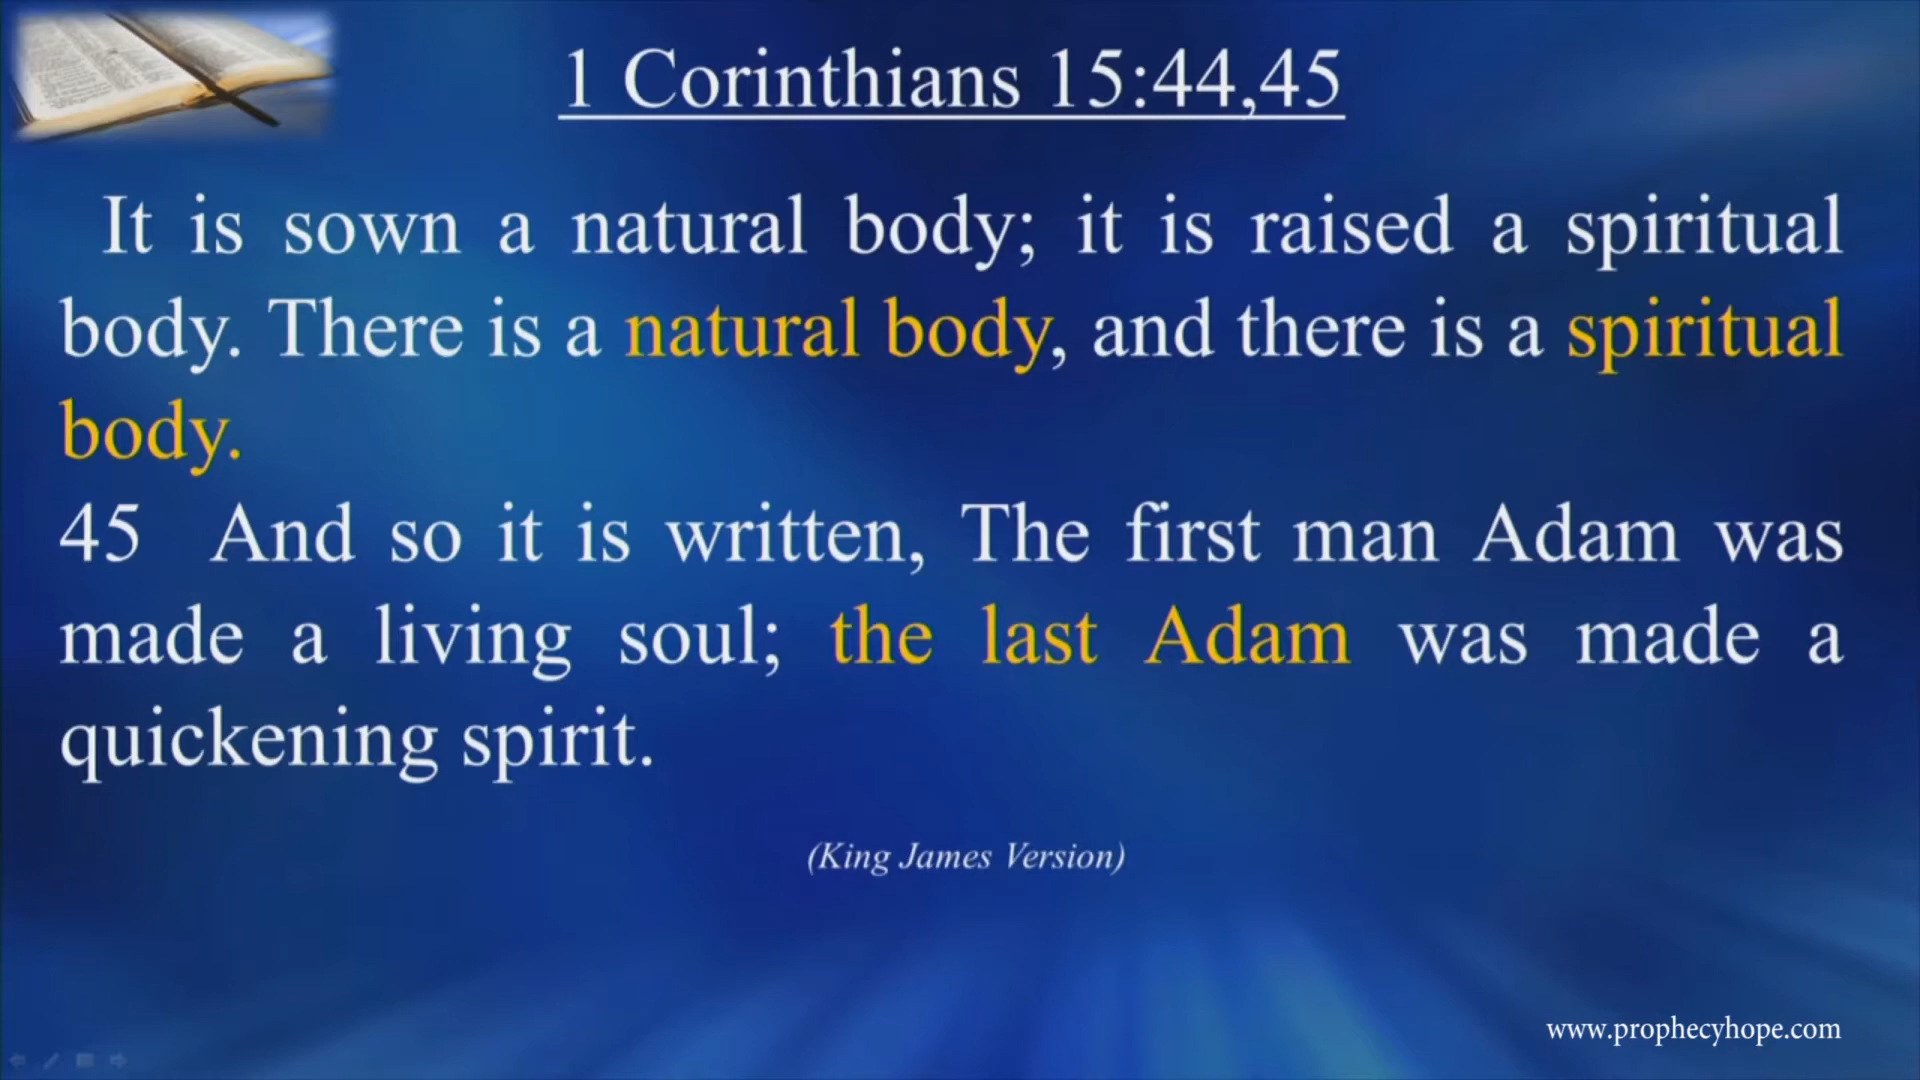 1 Corinthians 15:44,45
It is sown a natural body; it is raised a spiritual
body. There is a natural body, and there is a spiritual
body.
45 And so it is written, The first man Adam was
made a living soul; the last Adam was made a
quickening spirit.
(King James Version)
www.prophecyhope.com